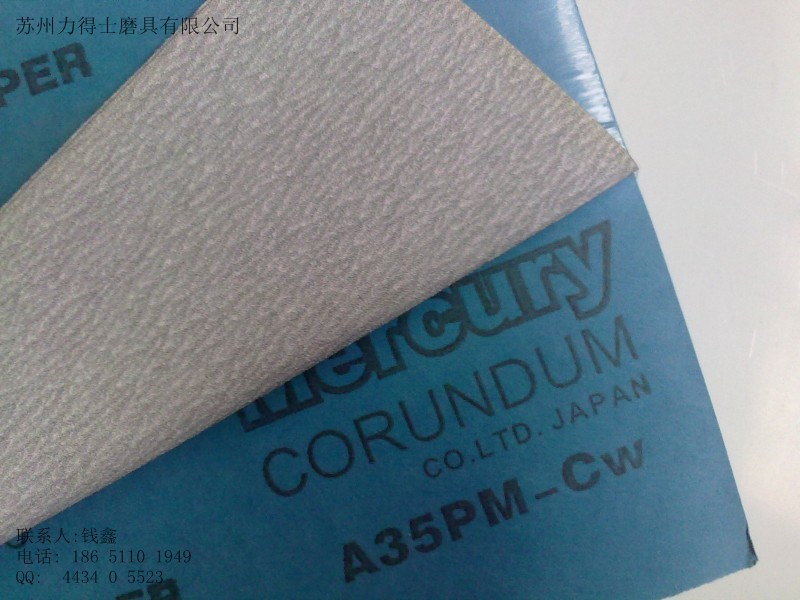 苏州力得士磨具有限公司
PER
mercury
CORUNDUM
CO.LTD. JAPAN
A35PM-Cw
联系人:钱鑫
电话: 186 5110 1949
QQ: 4434 0 5523
ER